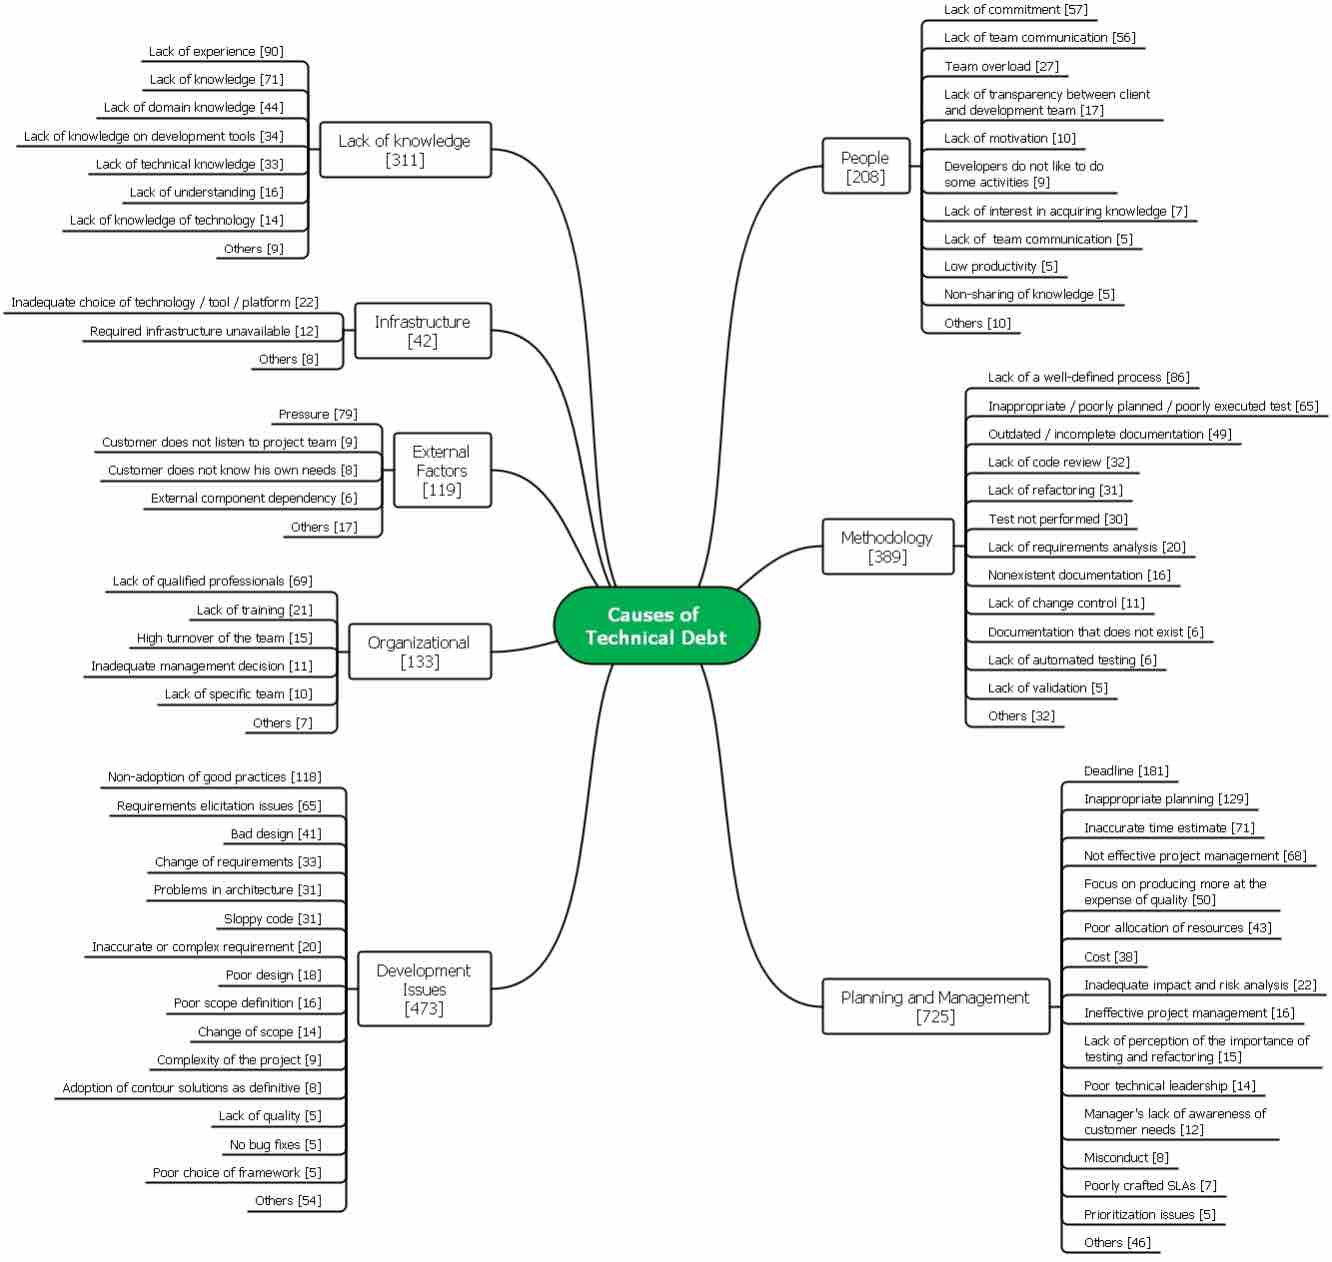 Causes of
Technical Debt
Lack of knowledge
[311]
Lack of experience [90]
Lack of knowledge [71]
Lack of domain knowledge [44]
Lack of knowledge on development tools [34]
Lack of technical knowledge [33]
Lack of understanding [16]
Lack of knowledge of technology [14]
Others [9]
Infrastructure
[42]
Inadequate choice of technology / tool / platform [22]
Required infrastructure unavailable [12]
Others [8]
External
Factors
[119]
Pressure [79]
Customer does not listen to project team [9]
Customer does not know his own needs [8]
External component dependency [6]
Others [17]
Organizational
[133]
Lack of qualified professionals [69]
Lack of training [21]
High turnover of the team [15]
Inadequate management decision [11]
Lack of specific team [10]
Others [7]
Development
Issues
[473]
Non-adoption of good practices [118]
Requirements elicitation issues [65]
Bad design [41]
Change of requirements [33]
Problems in architecture [31]
Sloppy code [31]
Inaccurate or complex requirement [20]
Poor design [18]
Poor scope definition [16]
Change of scope [14]
Complexity of the project [9]
Adoption of contour solutions as definitive [8]
Lack of quality [5]
No bug fixes [5]
Poor choice of framework [5]
Others [54]
People
[208]
Lack of commitment [57]
Lack of team communication [56]
Team overload [27]
Lack of transparency between client
and development team [17]
Lack of motivation [10]
Developers do not like to do
some activities [9]
Lack of interest in acquiring knowledge [7]
Lack of  team communication [5]
Low productivity [5]
Non-sharing of knowledge [5]
Others [10]
Methodology
[389]
Lack of a well-defined process [86]
Inappropriate / poorly planned / poorly executed test [65]
Outdated / incomplete documentation [49]
Lack of code review [32]
Lack of refactoring [31]
Test not performed [30]
Lack of requirements analysis [20]
Nonexistent documentation [16]
Lack of change control [11]
Documentation that does not exist [6]
Lack of automated testing [6]
Lack of validation [5]
Others [32]
Planning and Management
[725]
Deadline [181]
Inappropriate planning [129]
Inaccurate time estimate [71]
Not effective project management [68]
Focus on producing more at the
expense of quality [50]
Poor allocation of resources [43]
Cost [38]
Inadequate impact and risk analysis [22]
Ineffective project management [16]
Lack of perception of the importance of
testing and refactoring [15]
Poor technical leadership [14]
Manager's lack of awareness of
customer needs [12]
Misconduct [8]
Poorly crafted SLAs [7]
Prioritization issues [5]
Others [46]